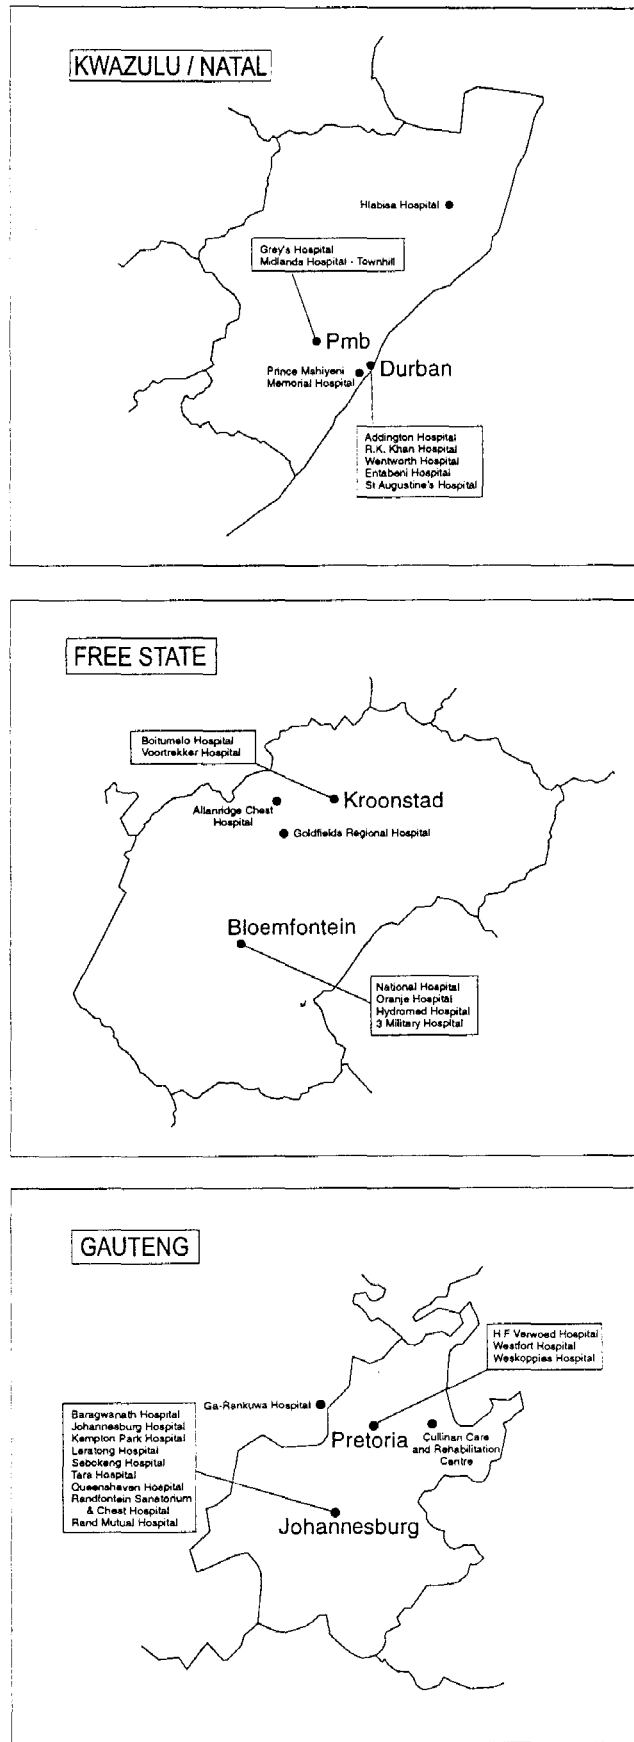 KWAZULU / NATAL
Hlabisa Hospital
Grey's Hospital
Midlands Hospital - Townhill
Pmb
Prince Mshiyeni
Memorial Hospital
Durban
Addington Hospital
R.K. Khan Hospital
Wentworth Hospital
Entabeni Hospital
St Augustine's Hospital
FREE STATE
Boitumelo Hospital
Voortrekker Hospital
Kroonstad
Allanridge Chest
Hospital
Goldfields Regional Hospital
Bloemfontein
National Hospital
Oranje Hospital
Hydromed Hospital
3 Military Hospital
GAUTENG
H F Verwoed Hospital
Westfort Hospital
Weskoppies Hospital
Ga-Rankuwa Hospital
Pretoria
Cullinan Care
and Rehabilitation
Centre
Baragwanath Hospital
Johannesburg Hospital
Kempton Park Hospital
Leratong Hospital
Sebokeng Hospital
Tara Hospital
Queenshaven Hospital
Randfontein Sanatorium
& Chest Hospital
Rand Mutual Hospital
Johannesburg